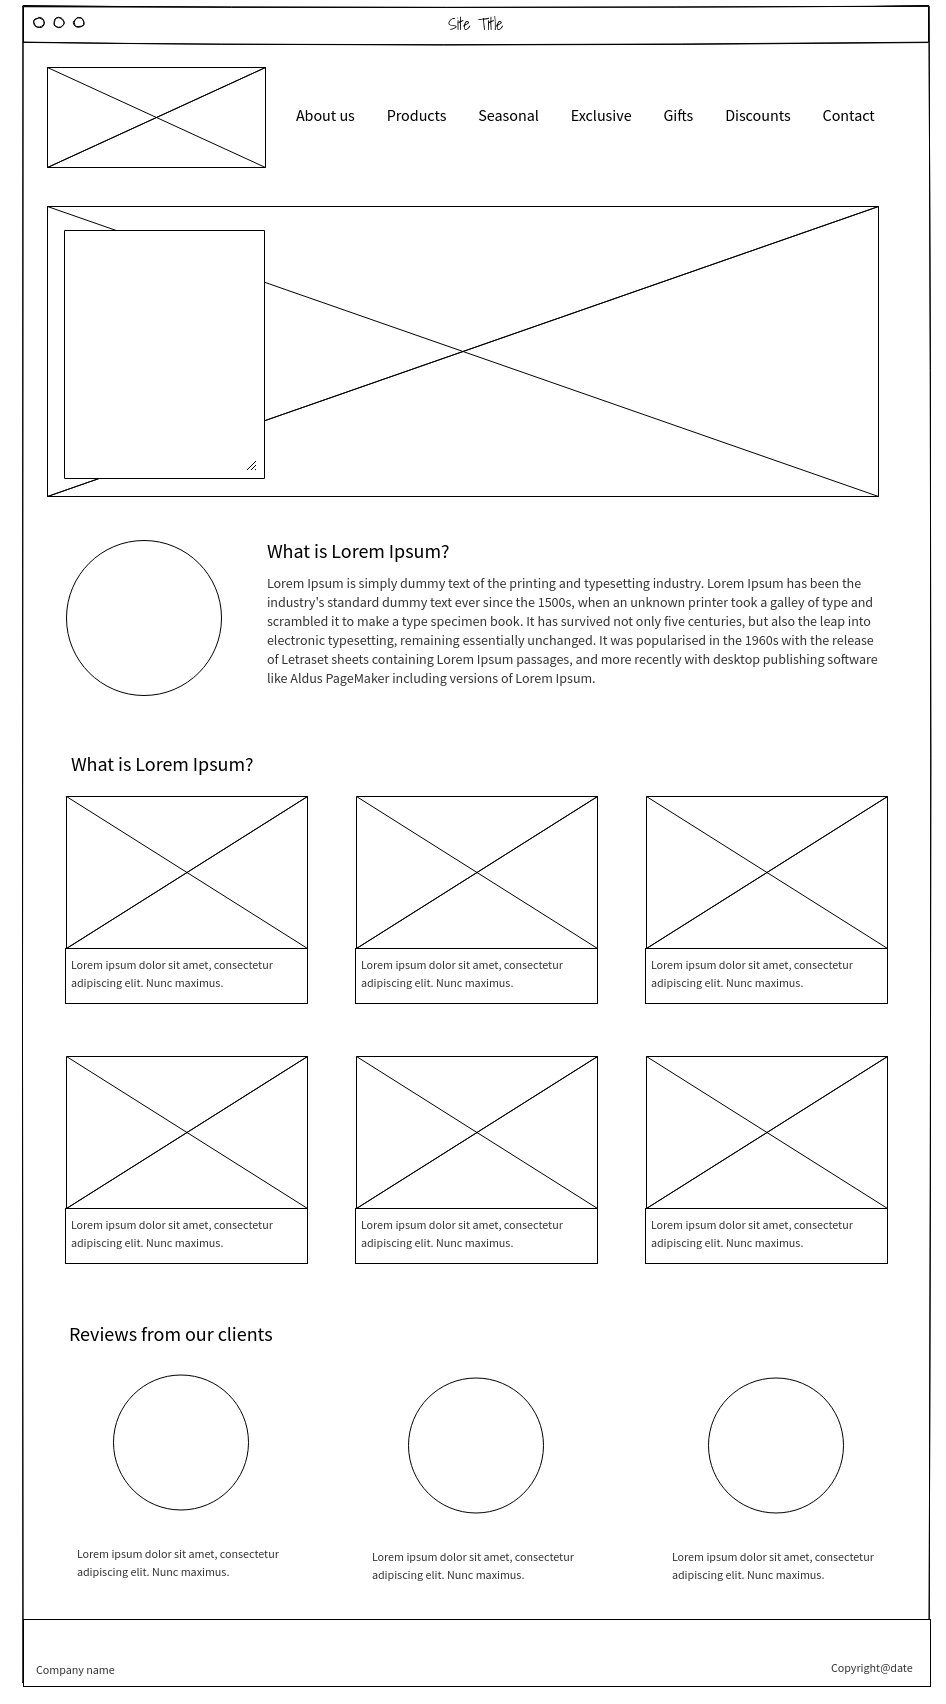 Site Title
About us Products Seasonal Exclusive Gifts Discounts Contact
What is Lorem Ipsum?
Lorem Ipsum is simply dummy text of the printing and typesetting industry. Lorem Ipsum has been the
industry's standard dummy text ever since the 1500s, when an unknown printer took a galley of type and
scrambled it to make a type specimen book. It has survived not only five centuries, but also the leap into
electronic typesetting, remaining essentially unchanged. It was popularised in the 1960s with the release
of Letraset sheets containing Lorem Ipsum passages, and more recently with desktop publishing software
like Aldus PageMaker including versions of Lorem Ipsum.
What is Lorem Ipsum?
Lorem ipsum dolor sit amet, consectetur
adipiscing elit. Nunc maximus.
Lorem ipsum dolor sit amet, consectetur
adipiscing elit. Nunc maximus.
Lorem ipsum dolor sit amet, consectetur
adipiscing elit. Nunc maximus.
Lorem ipsum dolor sit amet, consectetur
adipiscing elit. Nunc maximus.
Lorem ipsum dolor sit amet, consectetur
adipiscing elit. Nunc maximus.
Lorem ipsum dolor sit amet, consectetur
adipiscing elit. Nunc maximus.
Reviews from our clients
Lorem ipsum dolor sit amet, consectetur
adipiscing elit. Nunc maximus.
Lorem ipsum dolor sit amet, consectetur
adipiscing elit. Nunc maximus.
Lorem ipsum dolor sit amet, consectetur
adipiscing elit. Nunc maximus.
Company name
Copyright@date